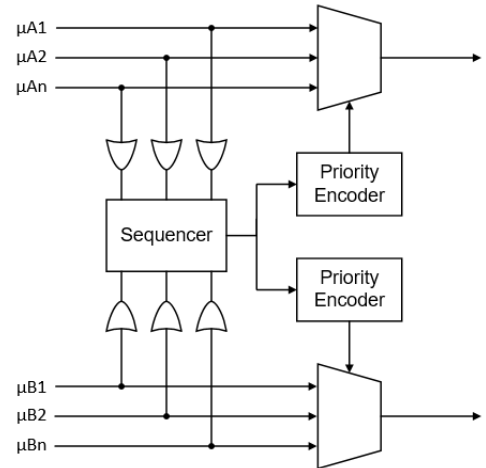 μA1
μA2
μAn
Priority
Encoder
Sequencer
Priority
Encoder
μB1
μB2
μBn